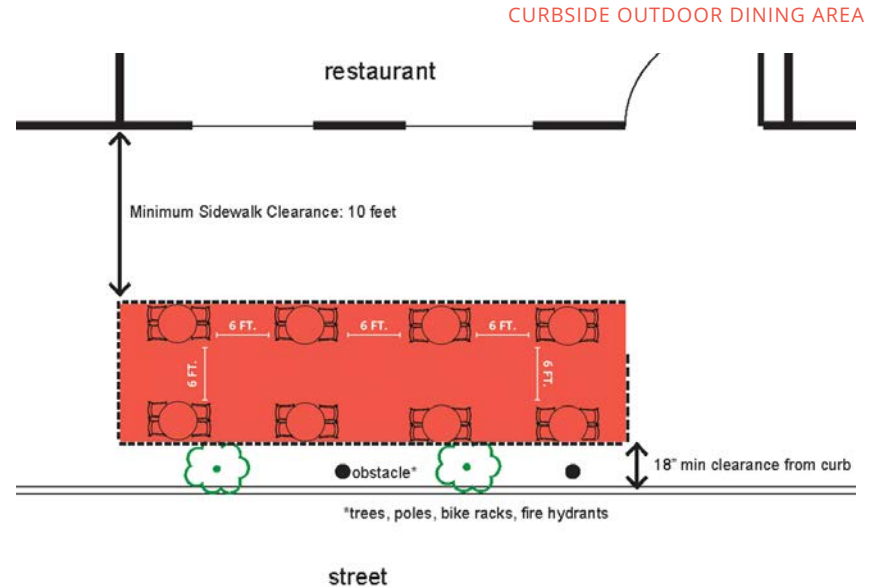 CURBSIDE OUTDOOR DINING AREA
restaurant
Minimum Sidewalk Clearance: 10 feet
6 FT.
6 FT.
6 FT.
6 FT.
6 FT.
obstacle*
18" min clearance from curb
*trees, poles, bike racks, fire hydrants
street